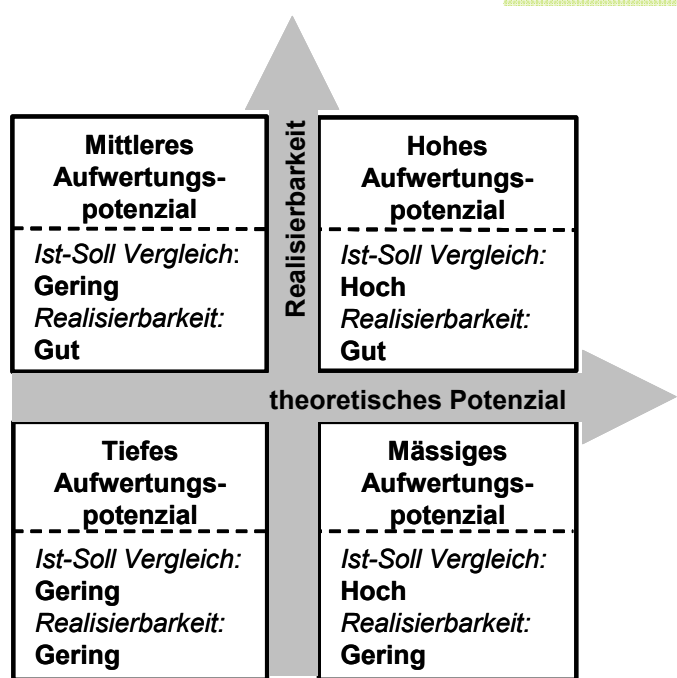 Realisierbarkeit
Mittleres
Aufwertungs-
potenzial
Ist-Soll Vergleich:
Gering
Realisierbarkeit:
Gut
Hohes
Aufwertungs-
potenzial
Ist-Soll Vergleich:
Hoch
Realisierbarkeit:
Gut
theoretisches Potenzial
Tiefes
Aufwertungs-
potenzial
Ist-Soll Vergleich:
Gering
Realisierbarkeit:
Gering
Mässiges
Aufwertungs-
potenzial
Ist-Soll Vergleich:
Hoch
Realisierbarkeit:
Gering